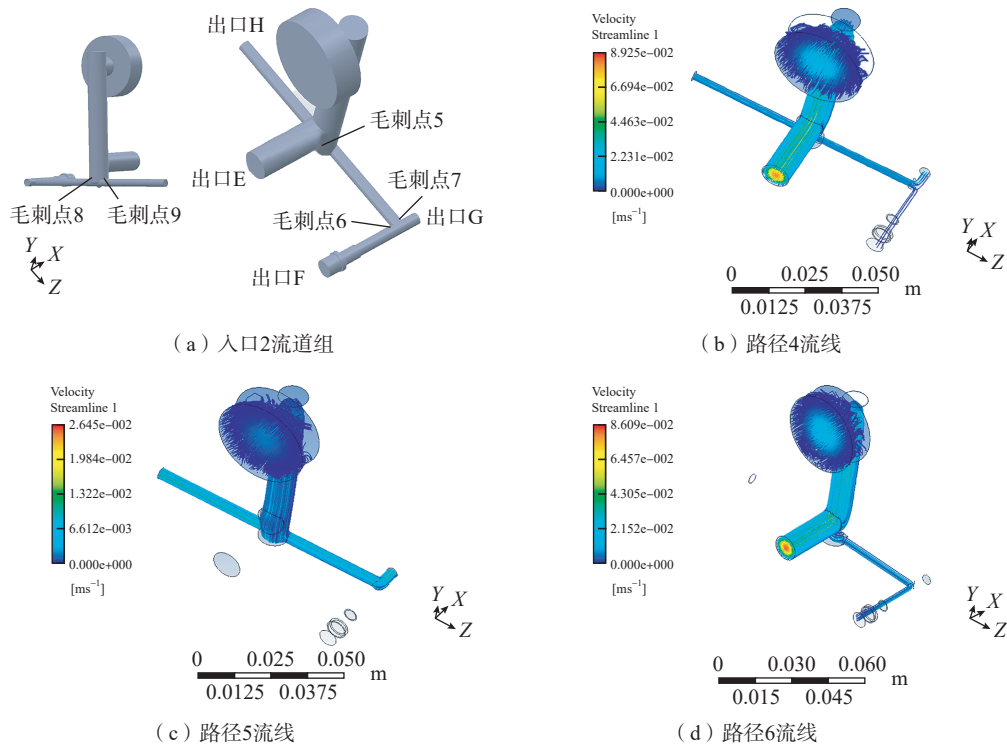 出口H
毛刺点5
出口E
毛刺点7
毛刺点6
出口G
出口F
毛刺点8 毛刺点9
Y X
Z
（a）入口2流道组
Velocity
Streamline 1
8.925e-002
6.694e-002
4.463e-002
2.231e-002
0.000e+000
[ms⁻¹]
Y X
Z
0 0.025 0.050
m
0.0125 0.0375
（b）路径4流线
Velocity
Streamline 1
2.645e-002
1.984e-002
1.322e-002
6.612e-003
0.000e+000
[ms⁻¹]
Y X
Z
0 0.025 0.050
m
0.0125 0.0375
（c）路径5流线
Velocity
Streamline 1
8.609e-002
6.457e-002
4.305e-002
2.152e-002
0.000e+000
[ms⁻¹]
Y X
Z
0 0.030 0.060
m
0.015 0.045
（d）路径6流线